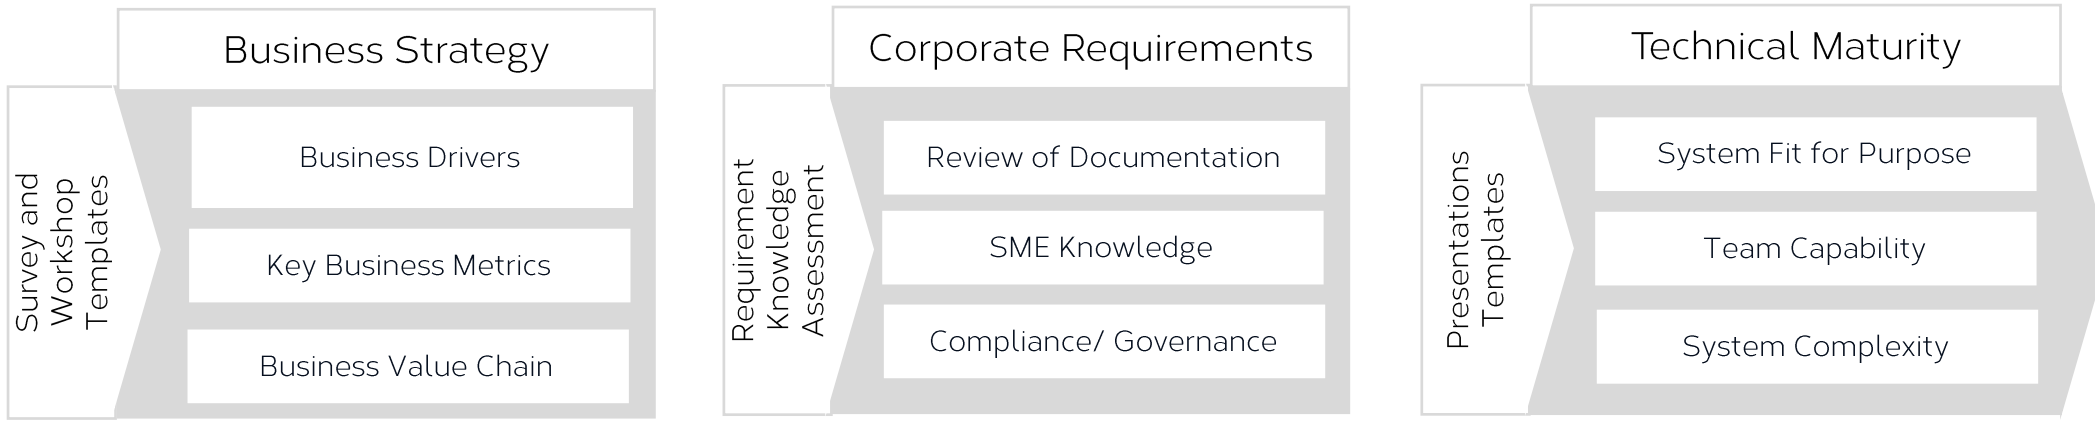 Business Strategy
Survey and
Workshop
Templates
Business Drivers
Key Business Metrics
Business Value Chain
Corporate Requirements
Requirement
Knowledge
Assessment
Review of Documentation
SME Knowledge
Compliance/ Governance
Technical Maturity
Presentations
Templates
System Fit for Purpose
Team Capability
System Complexity